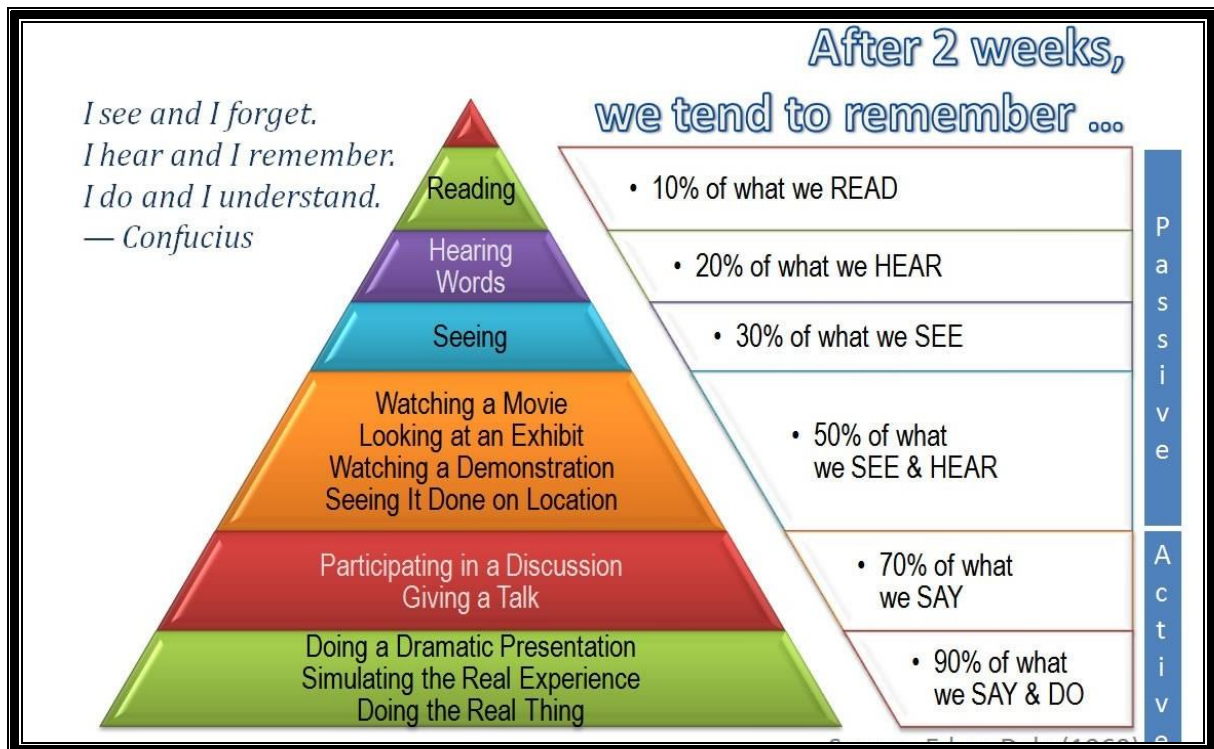 After 2 weeks,
we tend to remember ...
I see and I forget.
I hear and I remember.
I do and I understand.
— Confucius
Reading
• 10% of what we READ
Hearing
Words
• 20% of what we HEAR
Seeing
• 30% of what we SEE
Watching a Movie
Looking at an Exhibit
Watching a Demonstration
Seeing It Done on Location
• 50% of what
we SEE & HEAR
Participating in a Discussion
Giving a Talk
• 70% of what
we SAY
Doing a Dramatic Presentation
Simulating the Real Experience
Doing the Real Thing
• 90% of what
we SAY & DO
Passive
Active